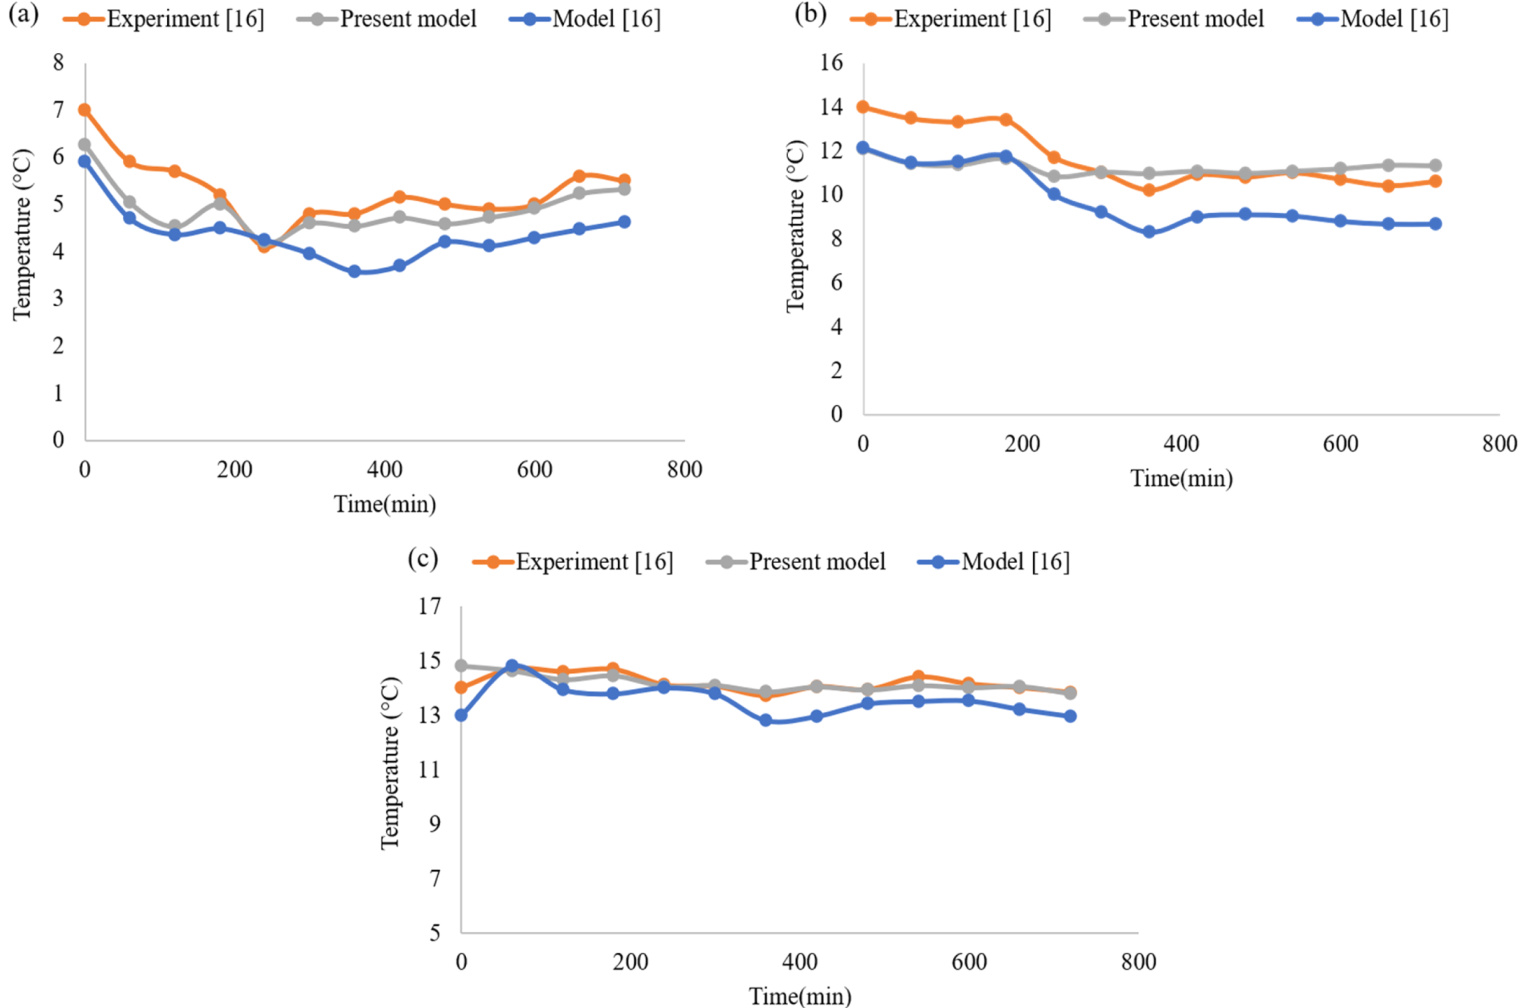 (a) Experiment [16] Present model Model [16]
8
7
6
5
4
3
2
1
0
Temperature (°C)
0 200 400 600 800
Time(min)
(b) Experiment [16] Present model Model [16]
16
14
12
10
8
6
4
2
0
Temperature (°C)
0 200 400 600 800
Time(min)
(c) Experiment [16] Present model Model [16]
17
15
13
11
9
7
5
Temperature (°C)
0 200 400 600 800
Time(min)